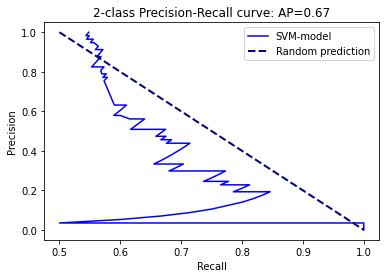 2-class Precision-Recall curve: AP=0.67
SVM-model
Random prediction
Precision
1.0
0.8
0.6
0.4
0.2
0.0
0.5 0.6 0.7 0.8 0.9 1.0
Recall